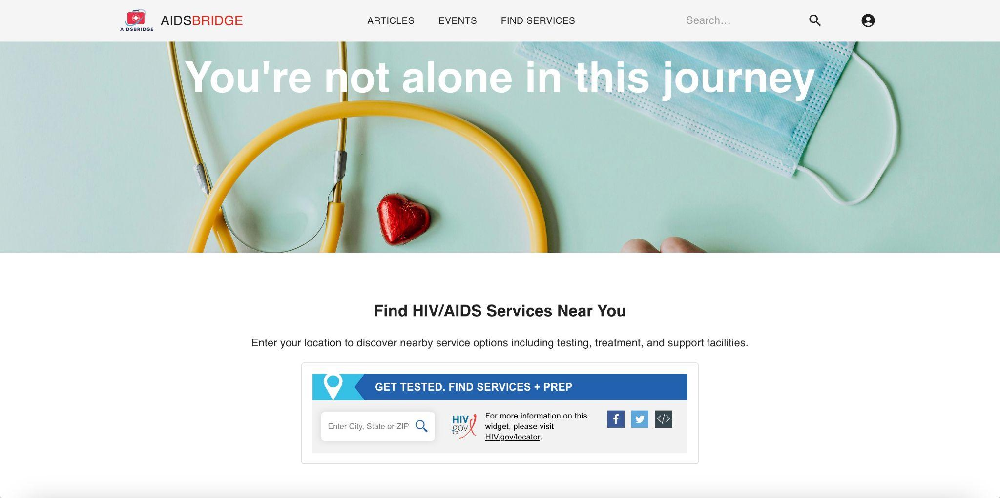 AIDSBRIDGE
AIDSBRIDGE
ARTICLES
EVENTS
FIND SERVICES
Search...
You're not alone in this journey
Find HIV/AIDS Services Near You
Enter your location to discover nearby service options including testing, treatment, and support facilities.
GET TESTED. FIND SERVICES + PREP
Enter City, State or ZIP
HIV
gov
For more information on this
widget, please visit
HIV.gov/locator.
f
</>